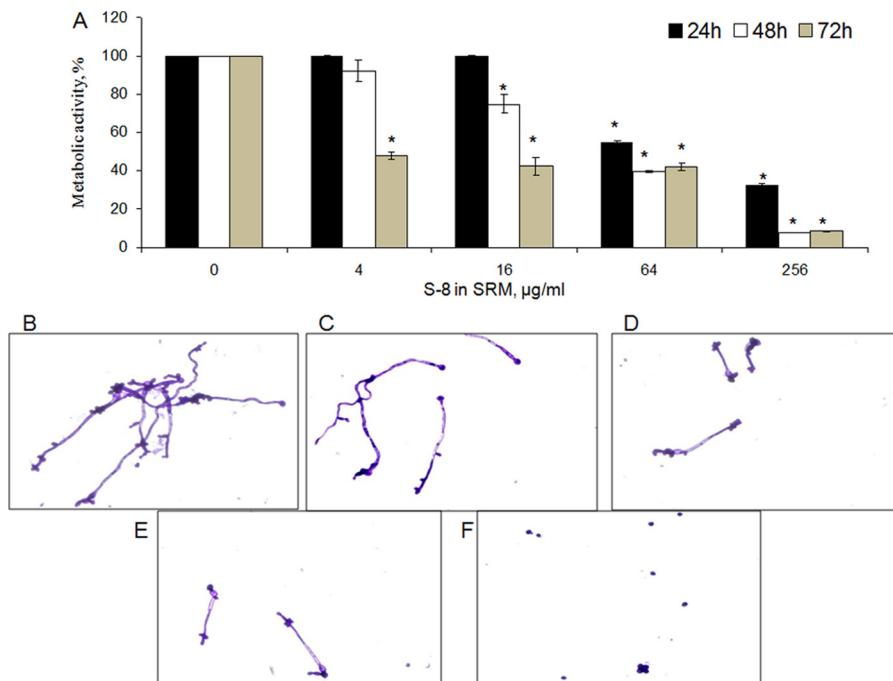 A
120
100
80
60
40
20
0
Metabolicactivity, %
24h 48h 72h
* * * * * * * * *
0 4 16 64 256
S-8 in SRM, µg/ml
B
C
D
E
F